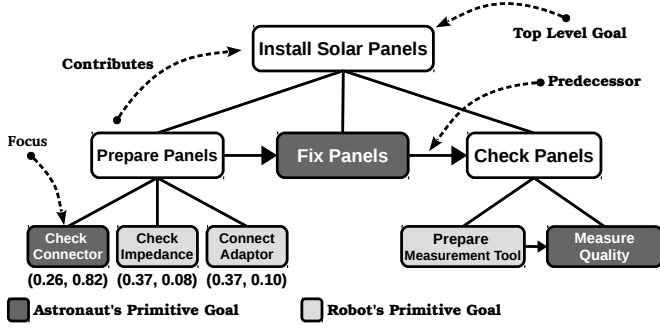 Top Level Goal
Install Solar Panels
Contributes
Predecessor
Focus
Prepare Panels
Fix Panels
Check Panels
Check
Connector
Check
Impedance
Connect
Adaptor
Prepare
Measurement Tool
Measure
Quality
(0.26, 0.82)
(0.37, 0.08)
(0.37, 0.10)
Astronaut's Primitive Goal
Robot's Primitive Goal